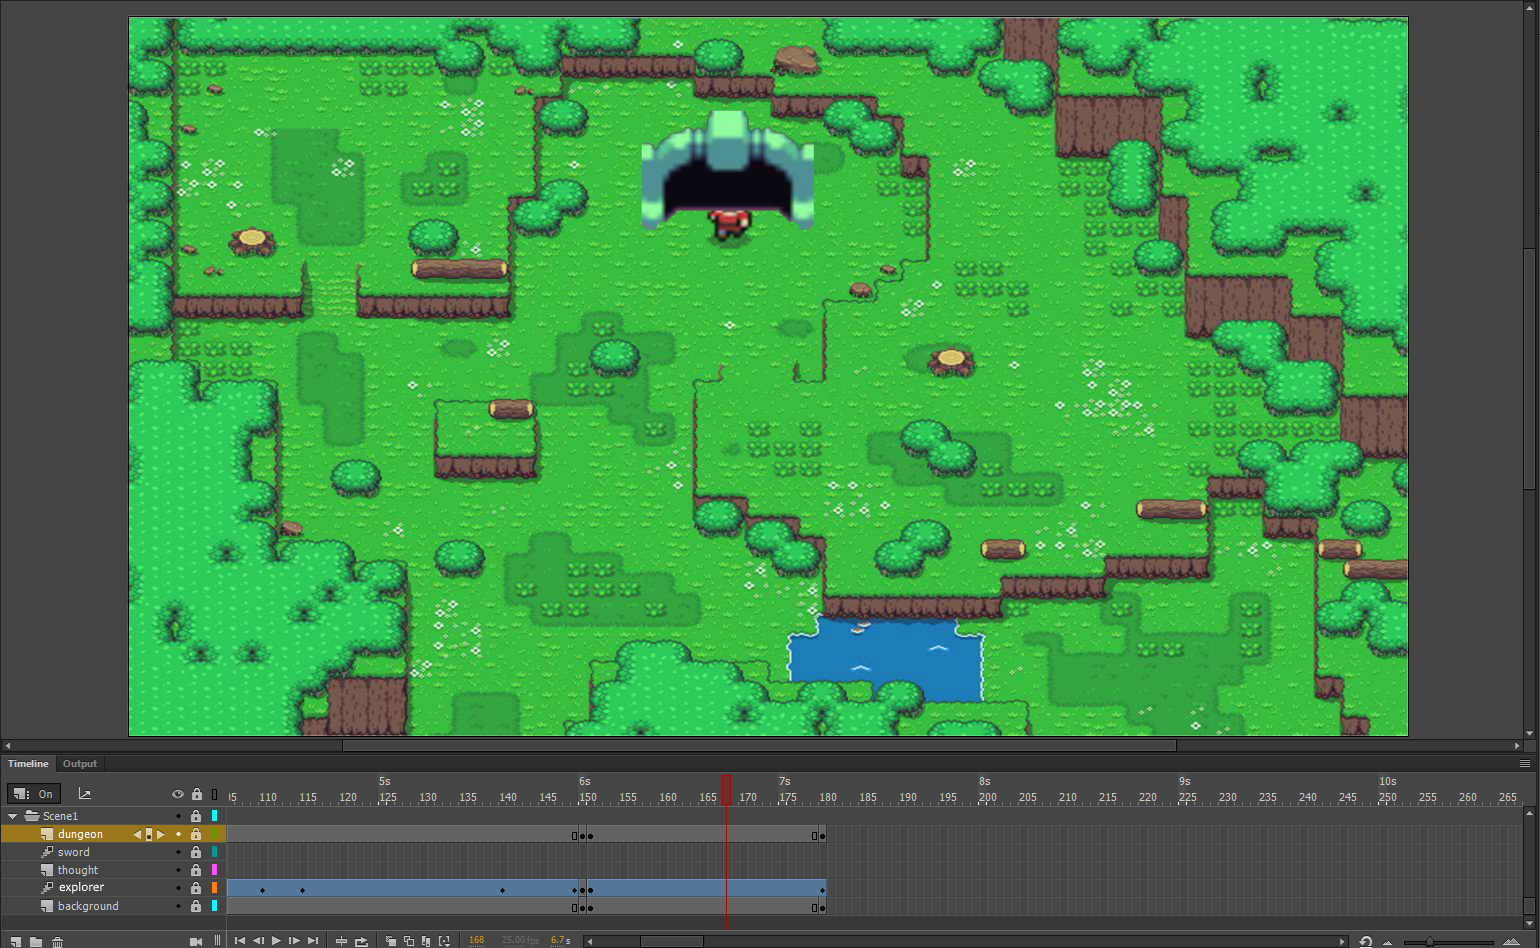 Timeline Output
5s 6s 7s 8s 9s 10s
On
05 110 115 120 125 130 135 140 145 150 155 160 165 170 175 180 185 190 195 200 205 210 215 220 225 230 235 240 245 250 255 260 265
Scene1
dungeon
sword
thought
explorer
background
168 25.00 fps 6.7 s